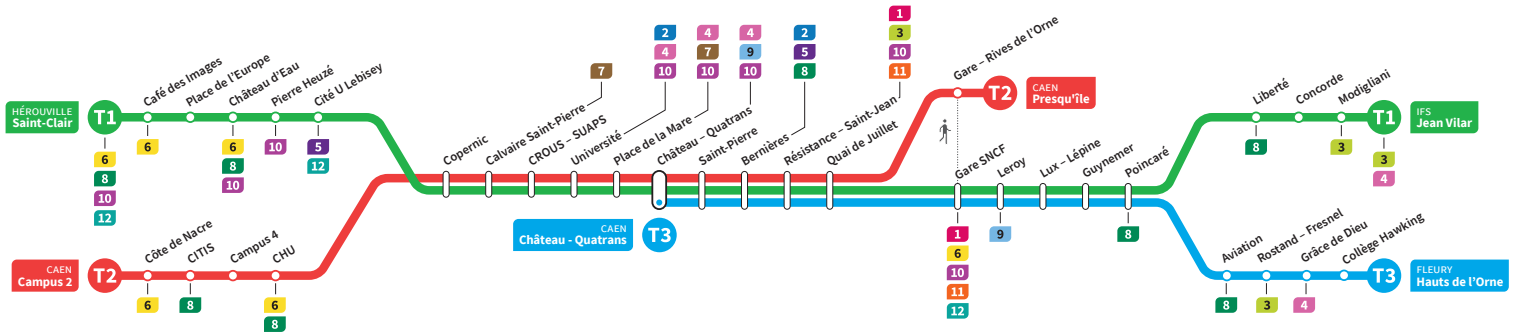 HÉROUVILLE
Saint-Clair
T1
6
8
10
12
Café des Images
6
Place de l'Europe
Château d'Eau
6
8
10
Pierre Heuzé
10
Cité U Lebisey
5
12
CAEN
Campus 2
T2
Côte de Nacre
6
CITIS
8
Campus 4
CHU
6
8
Copernic
Calvaire Saint-Pierre
7
CROUS – SUAPS
Université
2
4
10
Place de la Mare
4
7
10
Château – Quatrans
4
9
10
CAEN
Château - Quatrans
T3
Saint-Pierre
Bernières
2
5
8
Résistance – Saint-Jean
1
3
10
11
Quai de Juillet
Gare – Rives de l'Orne
T2
CAEN
Presqu'île
Gare SNCF
1
6
10
11
12
Leroy
9
Lux – Lépine
Guynemer
Poincaré
8
Liberté
8
Concorde
Modigliani
3
T1
IFS
Jean Vilar
3
4
Aviation
8
Rostand – Fresnel
3
Grâce de Dieu
4
Collège Hawking
T3
FLEURY
Hauts de l'Orne